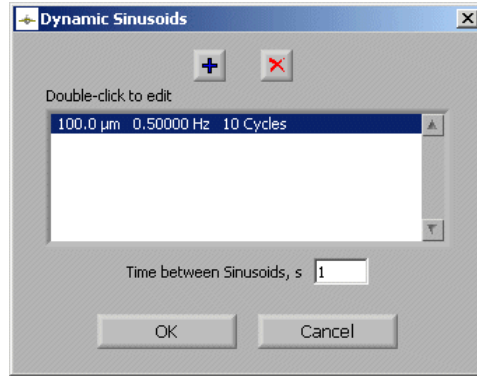 Dynamic Sinusoids
Double-click to edit
100.0 µm 0.50000 Hz 10 Cycles
Time between Sinusoids, s 1
OK Cancel